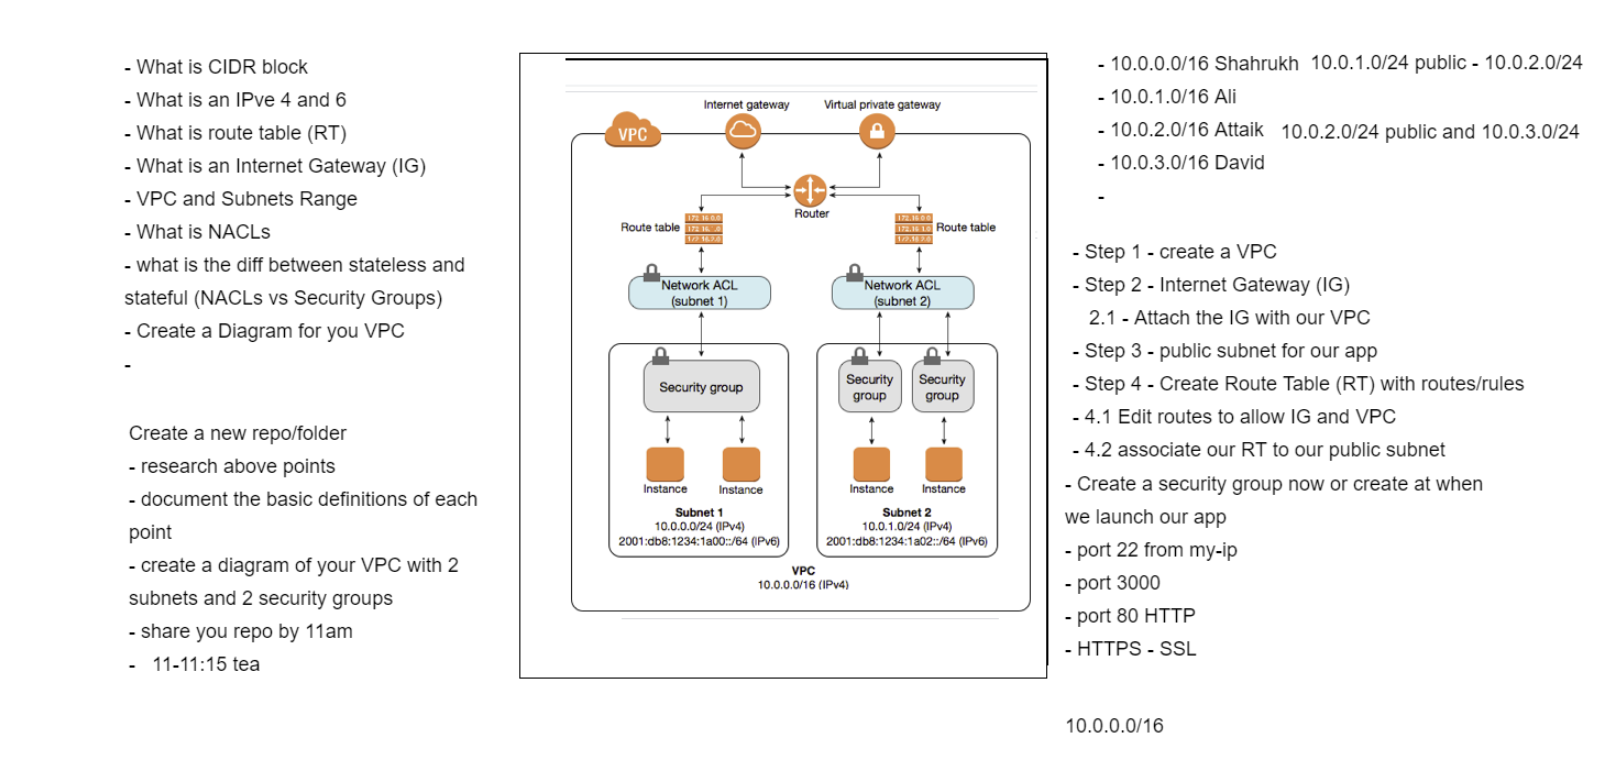 - What is CIDR block
- What is an IPve 4 and 6
- What is route table (RT)
- What is an Internet Gateway (IG)
- VPC and Subnets Range
- What is NACLs
- what is the diff between stateless and
stateful (NACLs vs Security Groups)
- Create a Diagram for you VPC
-
Create a new repo/folder
- research above points
- document the basic definitions of each
point
- create a diagram of your VPC with 2
subnets and 2 security groups
- share you repo by 11am
- 11-11:15 tea
Internet gateway
Virtual private gateway
VPC
Router
Route table
172.16.0.0
172.16.1.0
172.16.2.0
Route table
Network ACL
(subnet 1)
Network ACL
(subnet 2)
Security group
Security
group
Security
group
Instance
Instance
Instance
Instance
Subnet 1
10.0.0.0/24 (IPv4)
2001:db8:1234:1a00::/64 (IPv6)
Subnet 2
10.0.1.0/24 (IPv4)
2001:db8:1234:1a02::/64 (IPv6)
VPC
10.0.0.0/16 (IPv4)
- 10.0.0.0/16 Shahrukh 10.0.1.0/24 public - 10.0.2.0/24
- 10.0.1.0/16 Ali
- 10.0.2.0/16 Attaik 10.0.2.0/24 public and 10.0.3.0/24
- 10.0.3.0/16 David
-
- Step 1 - create a VPC
- Step 2 - Internet Gateway (IG)
2.1 - Attach the IG with our VPC
- Step 3 - public subnet for our app
- Step 4 - Create Route Table (RT) with routes/rules
- 4.1 Edit routes to allow IG and VPC
- 4.2 associate our RT to our public subnet
- Create a security group now or create at when
we launch our app
- port 22 from my-ip
- port 3000
- port 80 HTTP
- HTTPS - SSL
10.0.0.0/16